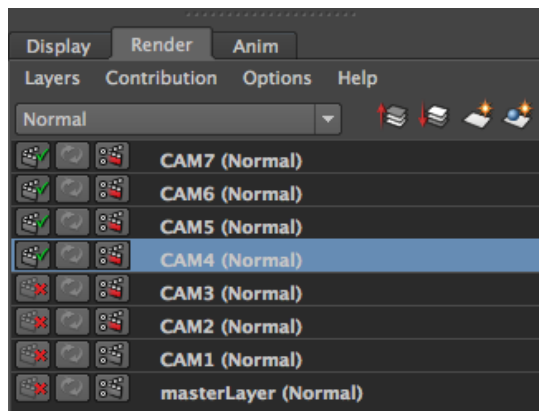 Display Render Anim
Layers Contribution Options Help
Normal
CAM7 (Normal)
CAM6 (Normal)
CAM5 (Normal)
CAM4 (Normal)
CAM3 (Normal)
CAM2 (Normal)
CAM1 (Normal)
masterLayer (Normal)